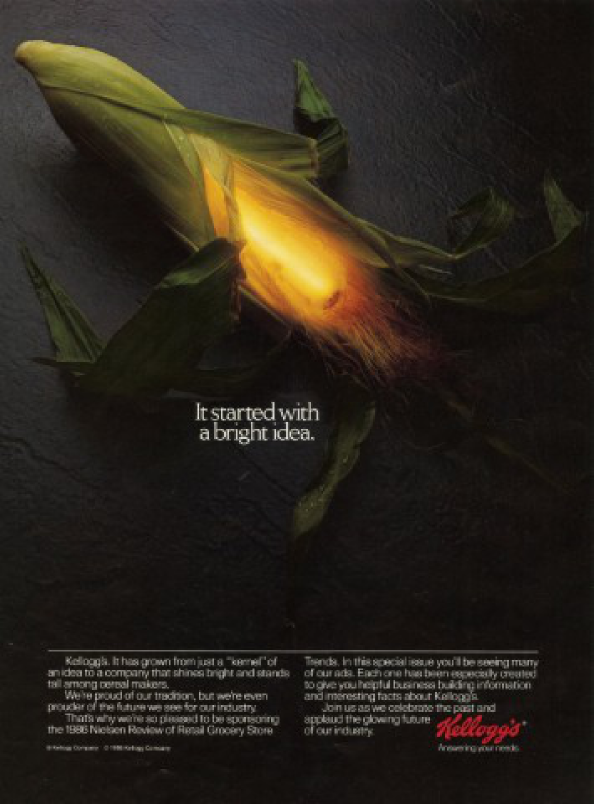 It started with
a bright idea.
Kellogg's. It has grown from just a "kernel" of
an idea to a company that shines bright and stands
tall among cereal makers.
We're proud of our tradition, but we're even
prouder of the future we see for our industry.
That's why we're so pleased to be sponsoring
the 1986 Nielsen Review of Retail Grocery Store
Trends. In this special issue you'll be seeing many
of our ads. Each one has been especially created
to give you helpful business building information
and interesting facts about Kellogg's.
Join us as we celebrate the past and
applaud the glowing future
of our industry.
Kellogg's®
Answering your needs.
® Kellogg Company © 1986 Kellogg Company